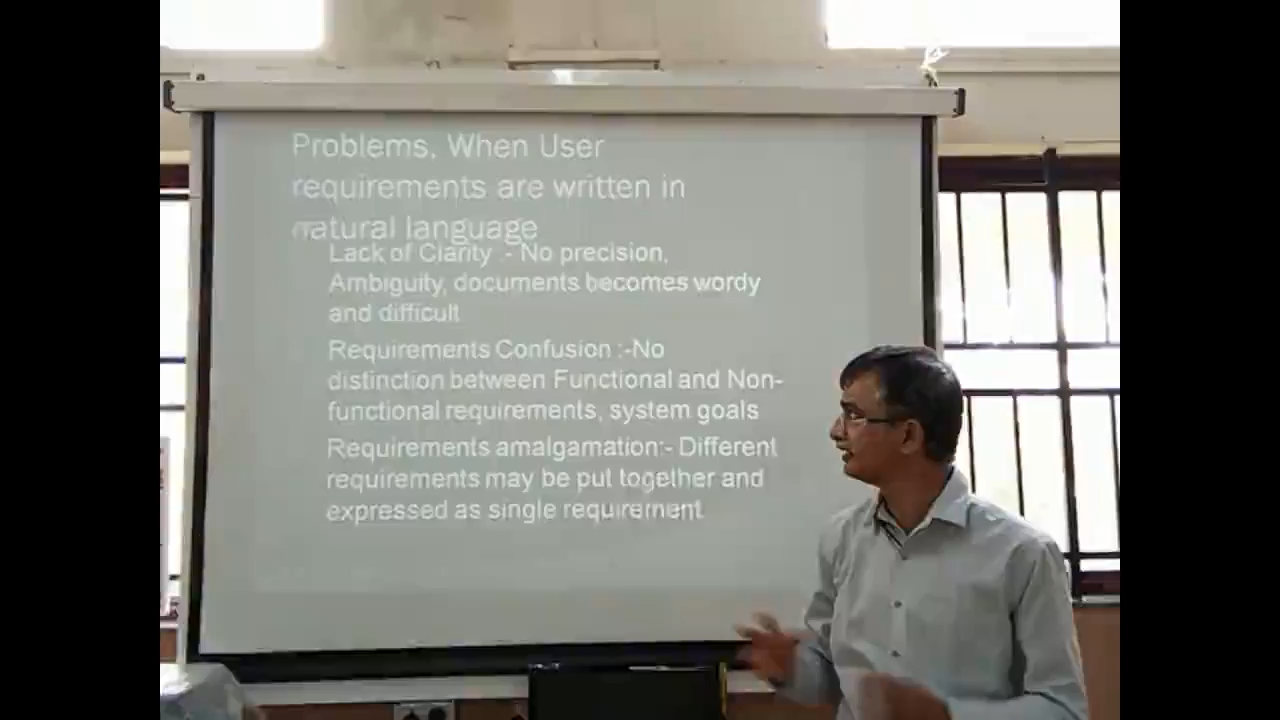 Problems, When User
requirements are written in
natural language
Lack of Clarity :- No precision,
Ambiguity, documents becomes wordy
and difficult
Requirements Confusion :-No
distinction between Functional and Non-
functional requirements, system goals
Requirements amalgamation:- Different
requirements may be put together and
expressed as single requirement